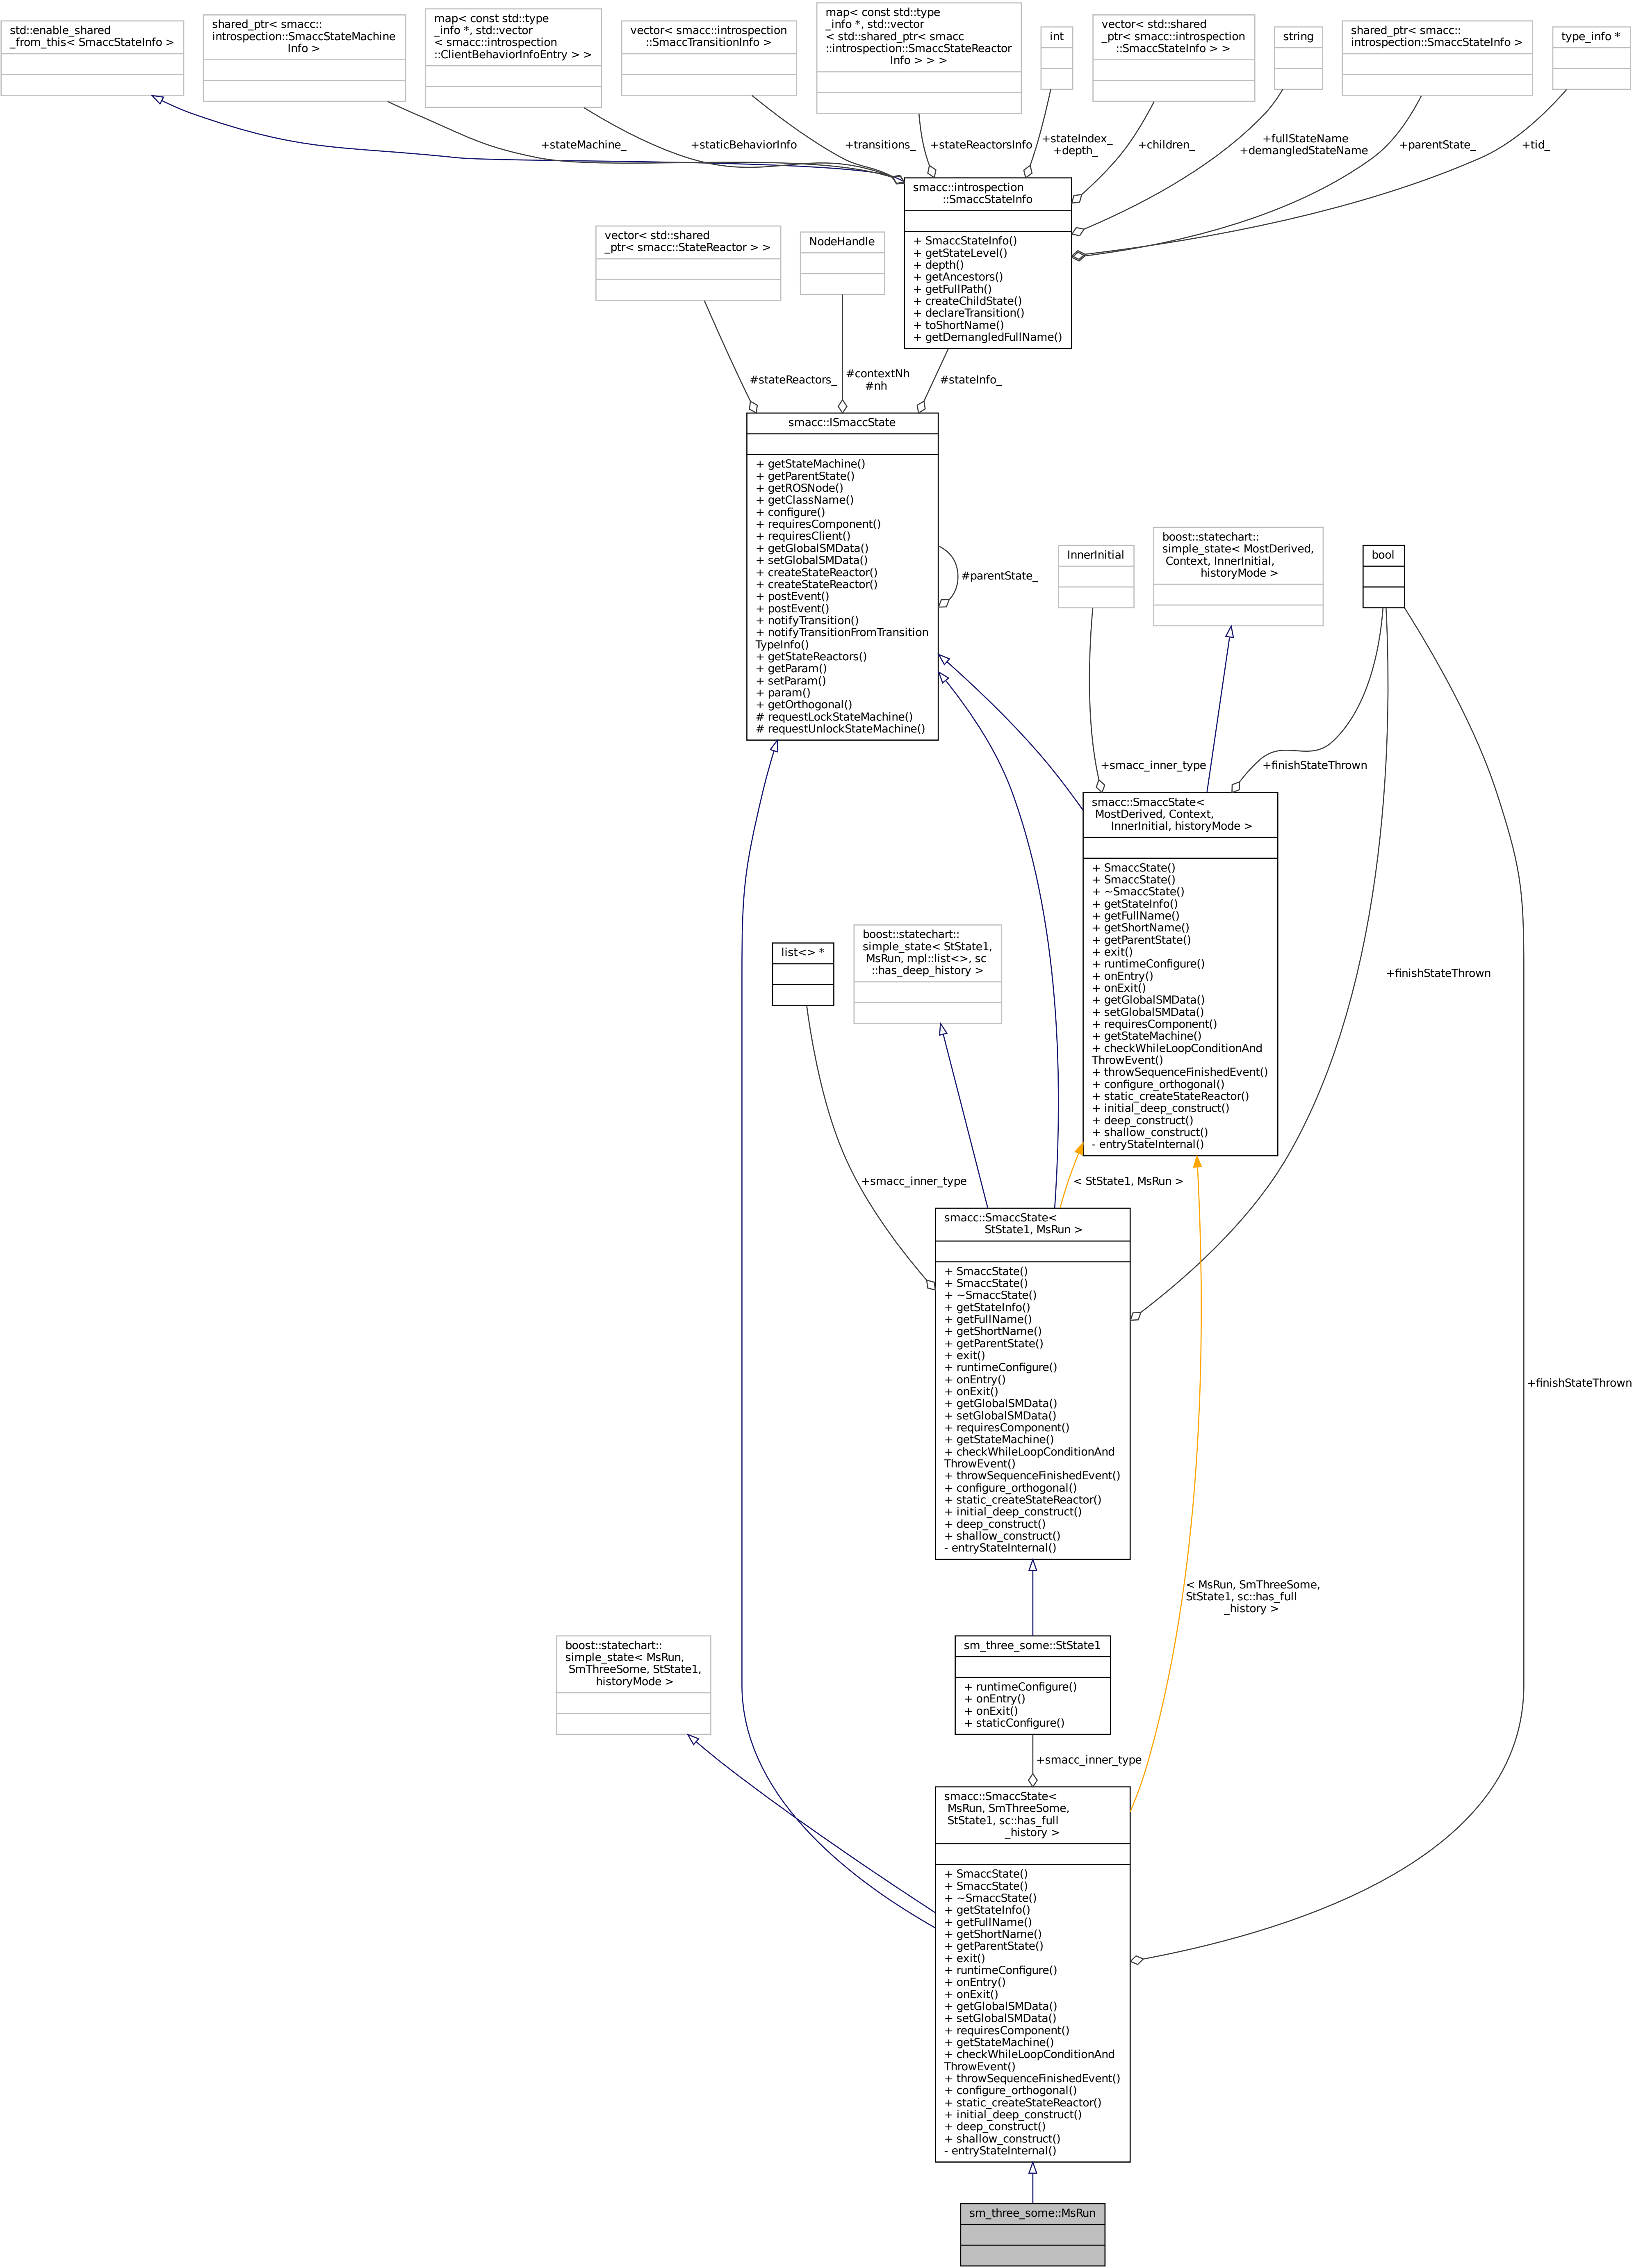 std::enable_shared
_from_this< SmaccStateInfo >
shared_ptr< smacc::
introspection::SmaccStateMachine
Info >
map< const std::type
_info *, std::vector
< smacc::introspection
::ClientBehaviorInfoEntry > >
vector< smacc::introspection
::SmaccTransitionInfo >
map< const std::type
_info *, std::vector
< std::shared_ptr< smacc
::introspection::SmaccStateReactor
Info > > >
int
vector< std::shared
_ptr< smacc::introspection
::SmaccStateInfo > >
string
shared_ptr< smacc::
introspection::SmaccStateInfo >
type_info *
+stateMachine_
+staticBehaviorInfo
+transitions_
+stateReactorsInfo
+stateIndex_
+depth_
+children_
+fullStateName
+demangledStateName
+parentState_
+tid_
smacc::introspection
::SmaccStateInfo
+ SmaccStateInfo()
+ getStateLevel()
+ depth()
+ getAncestors()
+ getFullPath()
+ createChildState()
+ declareTransition()
+ toShortName()
+ getDemangledFullName()
vector< std::shared
_ptr< smacc::StateReactor > >
NodeHandle
#stateReactors_
#contextNh
#nh
#stateInfo_
smacc::ISmaccState
+ getStateMachine()
+ getParentState()
+ getROSNode()
+ getClassName()
+ configure()
+ requiresComponent()
+ requiresClient()
+ getGlobalSMData()
+ setGlobalSMData()
+ createStateReactor()
+ createStateReactor()
+ postEvent()
+ postEvent()
+ notifyTransition()
+ notifyTransitionFromTransition
TypeInfo()
+ getStateReactors()
+ getParam()
+ setParam()
+ param()
+ getOrthogonal()
# requestLockStateMachine()
# requestUnlockStateMachine()
#parentState_
InnerInitial
boost::statechart::
simple_state< MostDerived,
Context, InnerInitial,
historyMode >
bool
+smacc_inner_type
+finishStateThrown
smacc::SmaccState<
MostDerived, Context,
InnerInitial, historyMode >
+ SmaccState()
+ SmaccState()
+ ~SmaccState()
+ getStateInfo()
+ getFullName()
+ getShortName()
+ getParentState()
+ exit()
+ runtimeConfigure()
+ onEntry()
+ onExit()
+ getGlobalSMData()
+ setGlobalSMData()
+ requiresComponent()
+ getStateMachine()
+ checkWhileLoopConditionAnd
ThrowEvent()
+ throwSequenceFinishedEvent()
+ configure_orthogonal()
+ static_createStateReactor()
+ initial_deep_construct()
+ deep_construct()
+ shallow_construct()
- entryStateInternal()
list<> *
boost::statechart::
simple_state< StState1,
MsRun, mpl::list<>, sc
::has_deep_history >
+finishStateThrown
+smacc_inner_type
< StState1, MsRun >
smacc::SmaccState<
StState1, MsRun >
+ SmaccState()
+ SmaccState()
+ ~SmaccState()
+ getStateInfo()
+ getFullName()
+ getShortName()
+ getParentState()
+ exit()
+ runtimeConfigure()
+ onEntry()
+ onExit()
+ getGlobalSMData()
+ setGlobalSMData()
+ requiresComponent()
+ getStateMachine()
+ checkWhileLoopConditionAnd
ThrowEvent()
+ throwSequenceFinishedEvent()
+ configure_orthogonal()
+ static_createStateReactor()
+ initial_deep_construct()
+ deep_construct()
+ shallow_construct()
- entryStateInternal()
+finishStateThrown
< MsRun, SmThreeSome,
StState1, sc::has_full
_history >
boost::statechart::
simple_state< MsRun,
SmThreeSome, StState1,
historyMode >
sm_three_some::StState1
+ runtimeConfigure()
+ onEntry()
+ onExit()
+ staticConfigure()
+smacc_inner_type
smacc::SmaccState<
MsRun, SmThreeSome,
StState1, sc::has_full
_history >
+ SmaccState()
+ SmaccState()
+ ~SmaccState()
+ getStateInfo()
+ getFullName()
+ getShortName()
+ getParentState()
+ exit()
+ runtimeConfigure()
+ onEntry()
+ onExit()
+ getGlobalSMData()
+ setGlobalSMData()
+ requiresComponent()
+ getStateMachine()
+ checkWhileLoopConditionAnd
ThrowEvent()
+ throwSequenceFinishedEvent()
+ configure_orthogonal()
+ static_createStateReactor()
+ initial_deep_construct()
+ deep_construct()
+ shallow_construct()
- entryStateInternal()
sm_three_some::MsRun